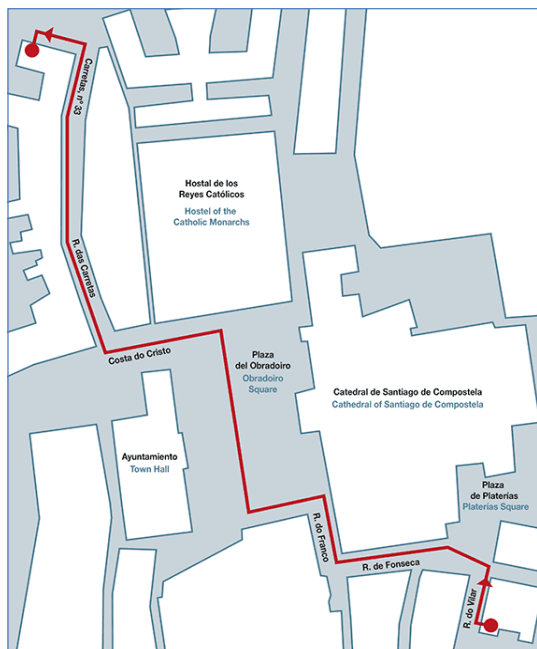 Carretas, nº 33
Hostal de los
Reyes Católicos
Hostel of the
Catholic Monarchs
R. das Carretas
Costa do Cristo
Plaza
del Obradoiro
Obradoiro
Square
Catedral de Santiago de Compostela
Cathedral of Santiago de Compostela
Ayuntamiento
Town Hall
Plaza
de Platerías
Platerías Square
R. do Franco
R. de Fonseca
R. do Vilar